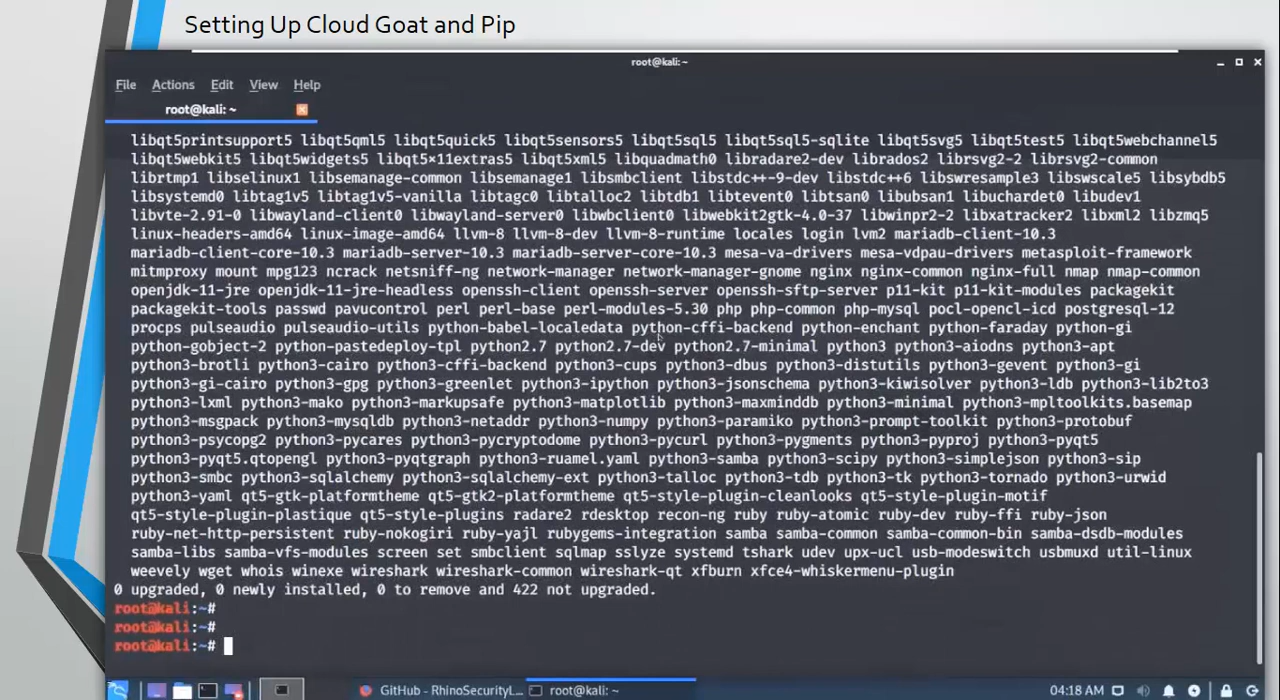 Setting Up Cloud Goat and Pip
root@kali:~
File Actions Edit View Help
root@kali: ~
libqt5printsupport5 libqt5qml5 libqt5quick5 libqt5sensors5 libqt5sql5 libqt5sql5-sqlite libqt5svg5 libqt5test5 libqt5webchannel5
libqt5webkit5 libqt5widgets5 libqt5×11extras5 libqt5xml5 libquadmath0 libradare2-dev librados2 librsvg2-2 librsvg2-common
librtmp1 libselinux1 libsemanage-common libsemanage1 libsmbclient libstdc++-9-dev libstdc++6 libswresample3 libswscale5 libsybdb5
libsystemd0 libtag1v5 libtag1v5-vanilla libtagc0 libtalloc2 libtdb1 libtevent0 libtsan0 libubsan1 libuchardet0 libudev1
libvte-2.91-0 libwayland-client0 libwayland-server0 libwbclient0 libwebkit2gtk-4.0-37 libwinpr2-2 libxatracker2 libxml2 libzmq5
linux-headers-amd64 linux-image-amd64 llvm-8 llvm-8-dev llvm-8-runtime locales login lvm2 mariadb-client-10.3
mariadb-client-core-10.3 mariadb-server-10.3 mariadb-server-core-10.3 mesa-va-drivers mesa-vdpau-drivers metasploit-framework
mitmproxy mount mpg123 ncrack netsniff-ng network-manager network-manager-gnome nginx nginx-common nginx-full nmap nmap-common
openjdk-11-jre openjdk-11-jre-headless openssh-client openssh-server openssh-sftp-server p11-kit p11-kit-modules packagekit
packagekit-tools passwd pavucontrol perl perl-base perl-modules-5.30 php php-common php-mysql pocl-opencl-icd postgresql-12
procps pulseaudio pulseaudio-utils python-babel-localedata python-cffi-backend python-enchant python-faraday python-gi
python-gobject-2 python-pastedeploy-tpl python2.7 python2.7-dev python2.7-minimal python3 python3-aiodns python3-apt
python3-brotli python3-cairo python3-cffi-backend python3-cups python3-dbus python3-distutils python3-gevent python3-gi
python3-gi-cairo python3-gpg python3-greenlet python3-ipython python3-jsonschema python3-kiwisolver python3-ldb python3-lib2to3
python3-lxml python3-mako python3-markupsafe python3-matplotlib python3-maxminddb python3-minimal python3-mpltoolkits.basemap
python3-msgpack python3-mysqldb python3-netaddr python3-numpy python3-paramiko python3-prompt-toolkit python3-protobuf
python3-psycopg2 python3-pycares python3-pycryptodome python3-pycurl python3-pygments python3-pyproj python3-pyqt5
python3-pyqt5.qtopengl python3-pyqtgraph python3-ruamel.yaml python3-samba python3-scipy python3-simplejson python3-sip
python3-smbc python3-sqlalchemy python3-sqlalchemy-ext python3-talloc python3-tdb python3-tk python3-tornado python3-urwid
python3-yaml qt5-gtk-platformtheme qt5-gtk2-platformtheme qt5-style-plugin-cleanlooks qt5-style-plugin-motif
qt5-style-plugin-plastique qt5-style-plugins radare2 rdesktop recon-ng ruby ruby-atomic ruby-dev ruby-ffi ruby-json
ruby-net-http-persistent ruby-nokogiri ruby-yajl rubygems-integration samba samba-common samba-common-bin samba-dsdb-modules
samba-libs samba-vfs-modules screen set smbclient sqlmap sslyze systemd tshark udev upx-ucl usb-modeswitch usbmuxd util-linux
weevely wget whois winexe wireshark wireshark-common wireshark-qt xfburn xfce4-whiskermenu-plugin
0 upgraded, 0 newly installed, 0 to remove and 422 not upgraded.
root@kali:~#
root@kali:~#
root@kali:~#
GitHub - RhinoSecurityL... root@kali: ~ 04:18 AM